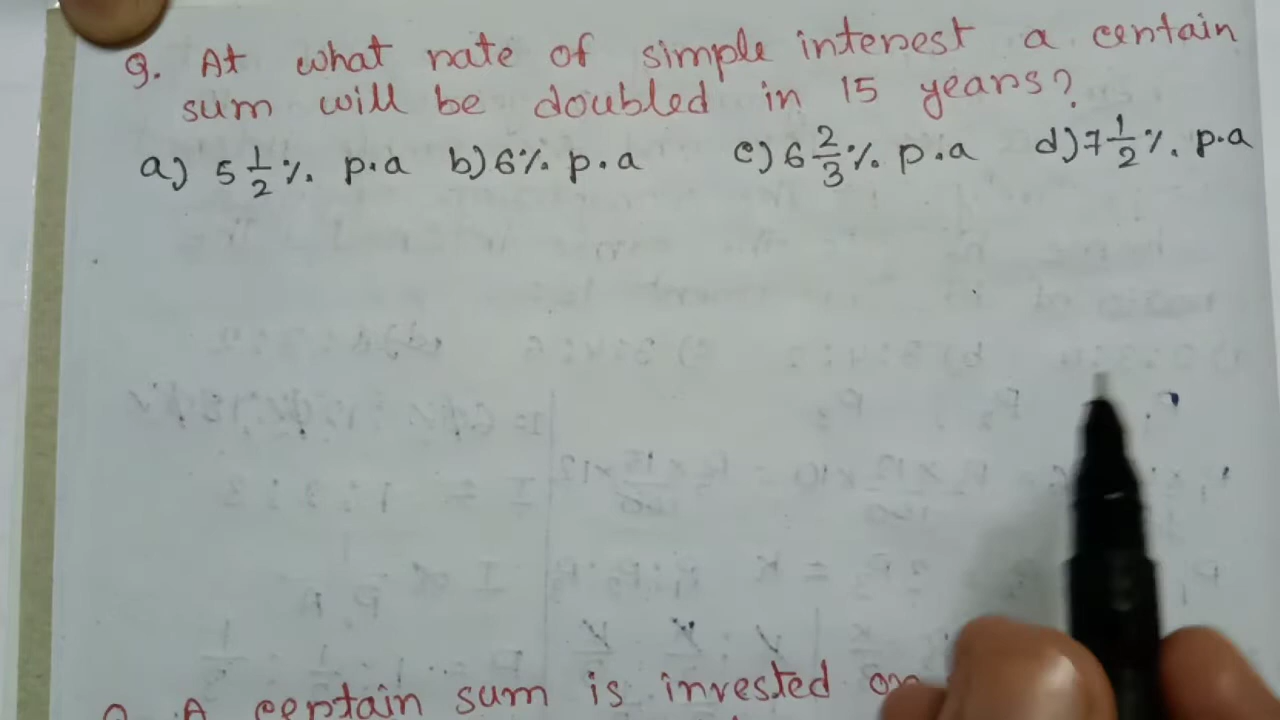 Q. At what rate of simple interest a certain
sum will be doubled in 15 years?
a) 5 1/2 %. p.a b) 6%. p.a c) 6 2/3 %. p.a d) 7 1/2 %. p.a
Q. A certain sum is invested on